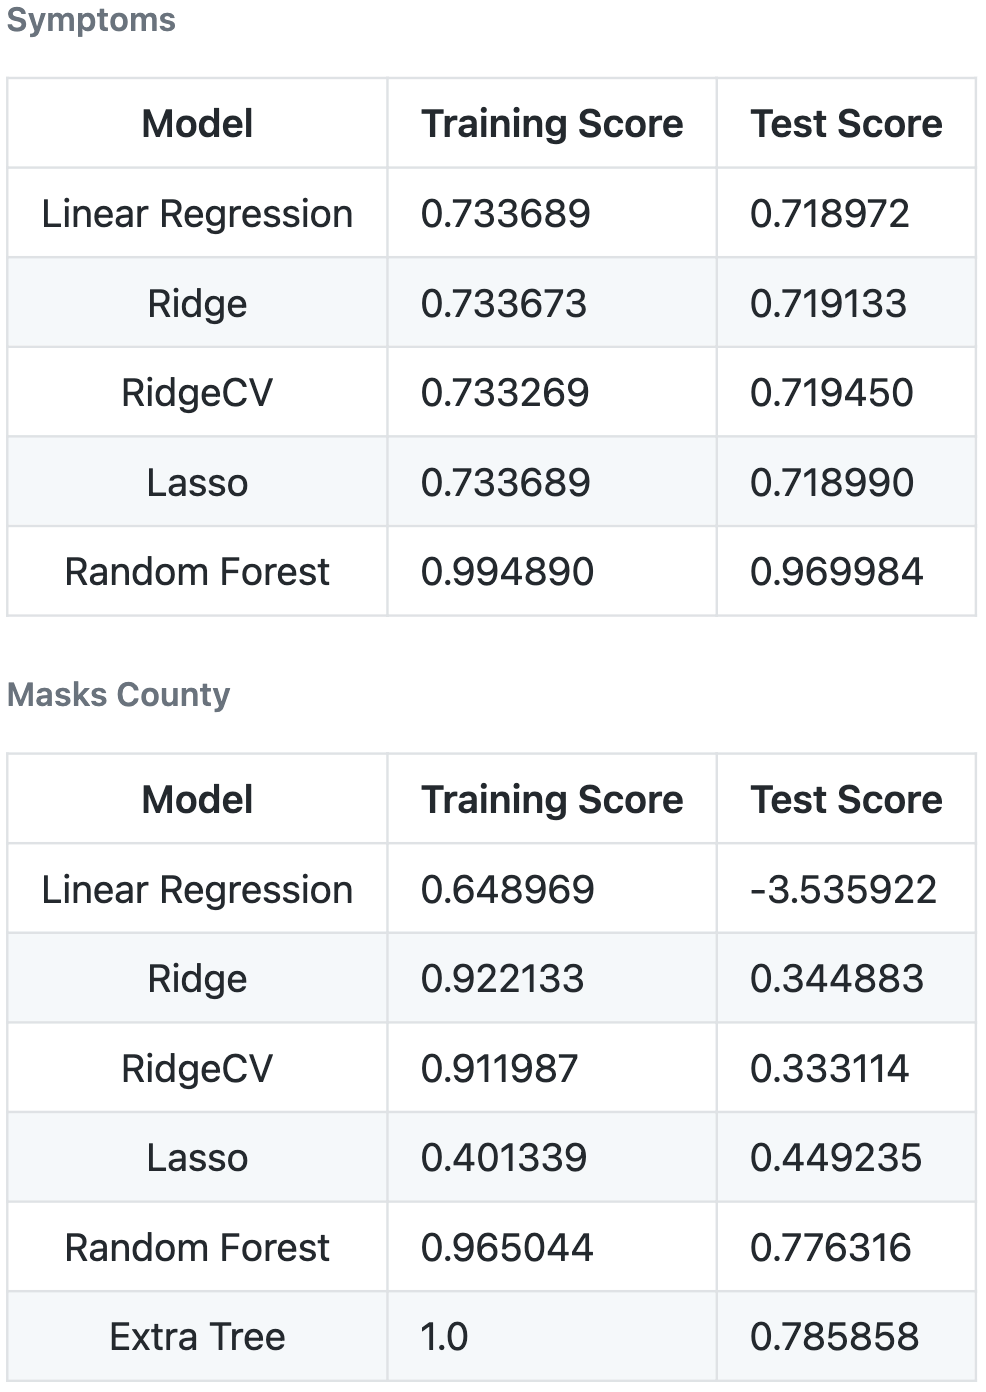 Symptoms
Model Training Score Test Score
Linear Regression 0.733689 0.718972
Ridge 0.733673 0.719133
RidgeCV 0.733269 0.719450
Lasso 0.733689 0.718990
Random Forest 0.994890 0.969984
Masks County
Model Training Score Test Score
Linear Regression 0.648969 -3.535922
Ridge 0.922133 0.344883
RidgeCV 0.911987 0.333114
Lasso 0.401339 0.449235
Random Forest 0.965044 0.776316
Extra Tree 1.0 0.785858